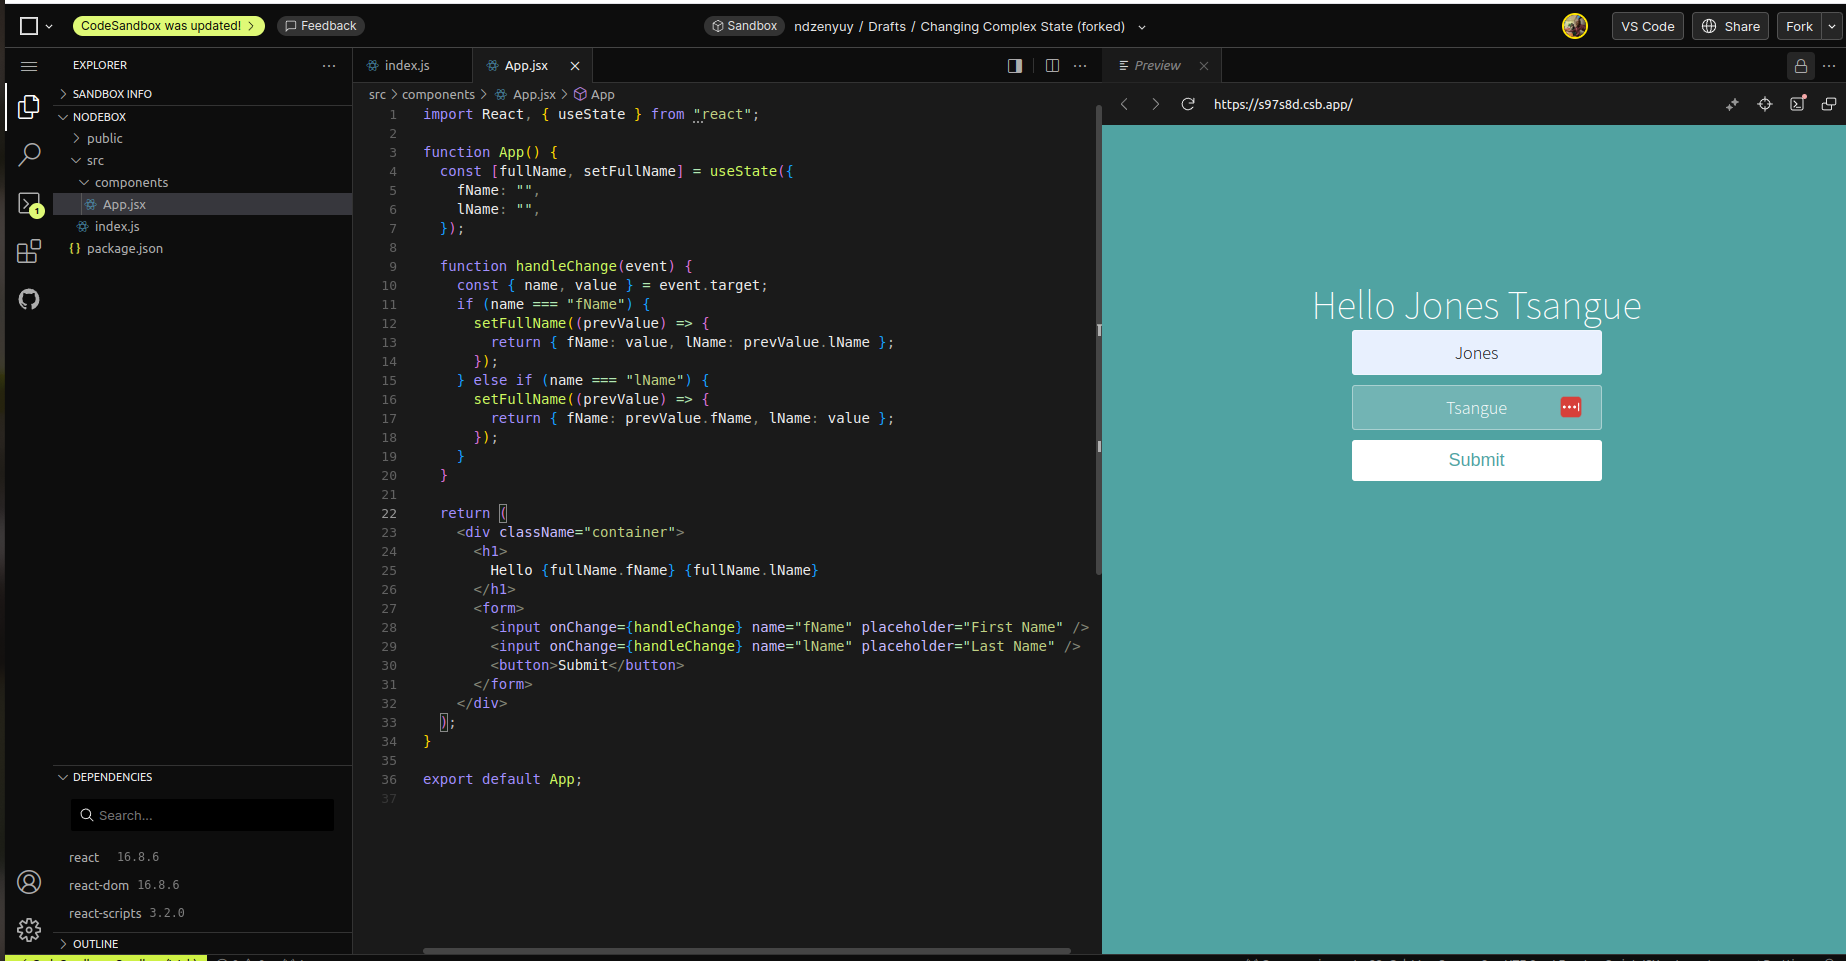 CodeSandbox was updated!
Feedback
Sandbox
ndzenyuy / Drafts / Changing Complex State (forked)
VS Code
Share
Fork
EXPLORER
SANDBOX INFO
NODEBOX
public
src
components
App.jsx
index.js
{} package.json
1
DEPENDENCIES
Search...
react 16.8.6
react-dom 16.8.6
react-scripts 3.2.0
OUTLINE
index.js
App.jsx
src > components > App.jsx > App
1 import React, { useState } from "react";
2
3 function App() {
4 const [fullName, setFullName] = useState({
5 fName: "",
6 lName: "",
7 });
8
9 function handleChange(event) {
10 const { name, value } = event.target;
11 if (name === "fName") {
12 setFullName((prevValue) => {
13 return { fName: value, lName: prevValue.lName };
14 });
15 } else if (name === "lName") {
16 setFullName((prevValue) => {
17 return { fName: prevValue.fName, lName: value };
18 });
19 }
20 }
21
22 return (
23 <div className="container">
24 <h1>
25 Hello {fullName.fName} {fullName.lName}
26 </h1>
27 <form>
28 <input onChange={handleChange} name="fName" placeholder="First Name" />
29 <input onChange={handleChange} name="lName" placeholder="Last Name" />
30 <button>Submit</button>
31 </form>
32 </div>
33 );
34 }
35
36 export default App;
37
Preview
https://s97s8d.csb.app/
Hello Jones Tsangue
Jones
Tsangue
Submit